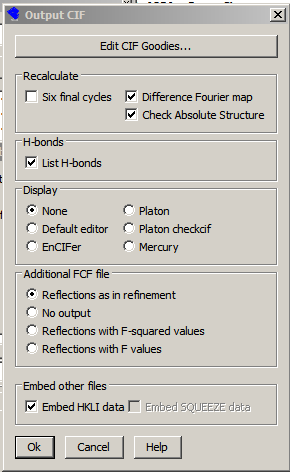 Output CIF
Edit CIF Goodies...
Recalculate
Six final cycles
Difference Fourier map
Check Absolute Structure
H-bonds
List H-bonds
Display
None
Platon
Default editor
Platon checkcif
EnCIFer
Mercury
Additional FCF file
Reflections as in refinement
No output
Reflections with F-squared values
Reflections with F values
Embed other files
Embed HKLI data
Embed SQUEEZE data
Ok
Cancel
Help